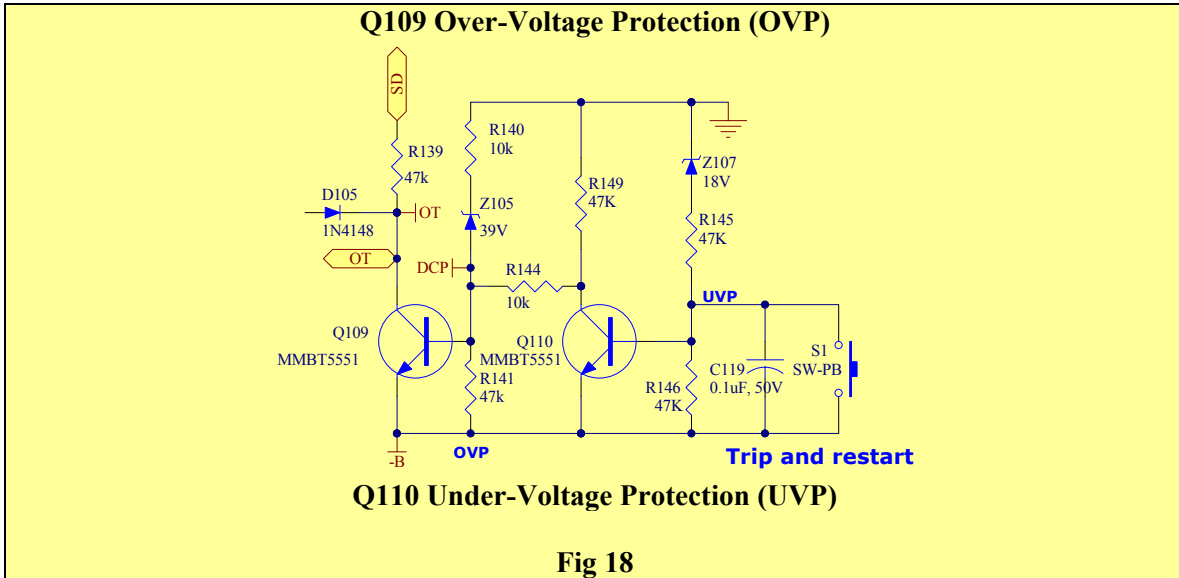 Q109 Over-Voltage Protection (OVP)
SD
R139
47k
D105
1N4148
OT
OT
R140
10k
Z105
39V
DCP
R144
10k
R149
47K
Z107
18V
R145
47K
UVP
Q109
MMBT5551
Q110
MMBT5551
R141
47k
R146
47K
C119
0.1uF, 50V
S1
SW-PB
-B
OVP
Trip and restart
Q110 Under-Voltage Protection (UVP)
Fig 18